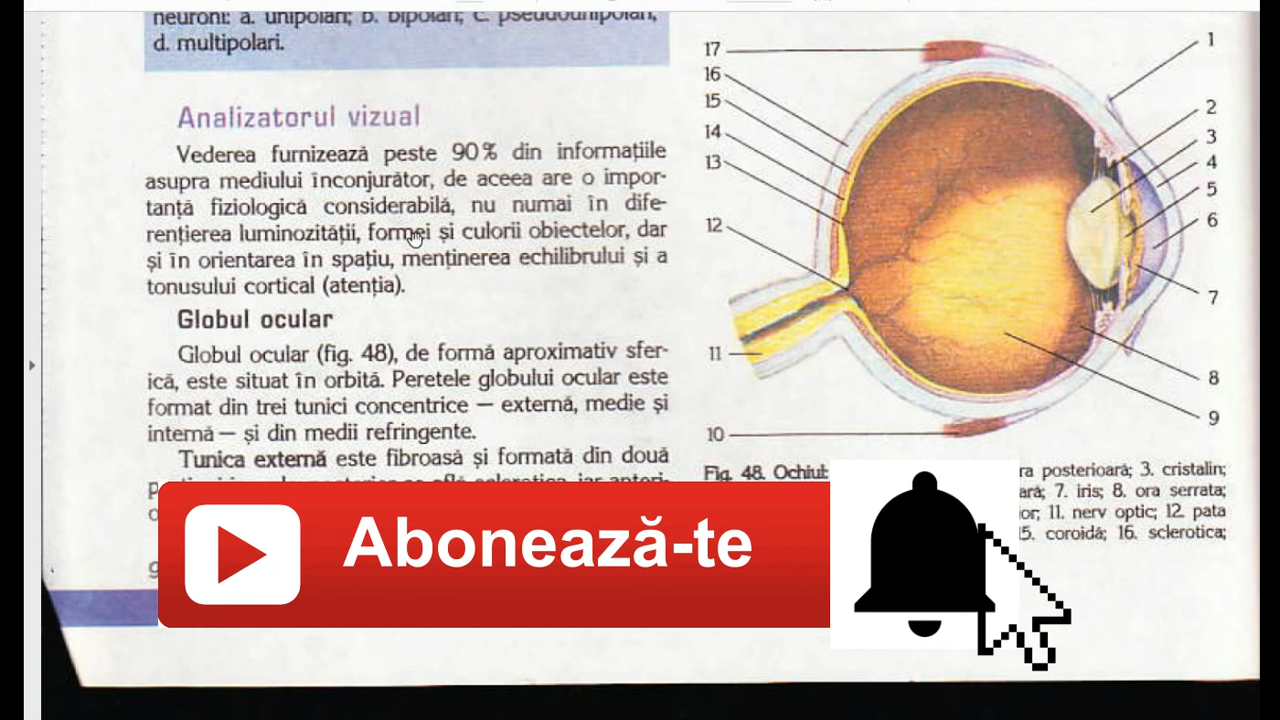 neuroni: a. unipolari; b. bipolari; c. pseudounipolari,
d. multipolari.
Analizatorul vizual
Vederea furnizează peste 90% din informațiile
asupra mediului înconjurător, de aceea are o impor-
tanță fiziologică considerabilă, nu numai în dife-
rențierea luminozității, formei și culorii obiectelor, dar
și în orientarea în spațiu, menținerea echilibrului și a
tonusului cortical (atenția).
Globul ocular
Globul ocular (fig. 48), de formă aproximativ sfer-
ică, este situat în orbită. Peretele globului ocular este
format din trei tunici concentrice — externă, medie și
internă — și din medii refringente.
Tunica externă este fibroasă și formată din două
17
16
15
14
13
12
11
10
1
2
3
4
5
6
7
8
9
Fig. 48. Ochiul: ra posterioară; 3. cristalin;
ară; 7. iris; 8. ora serrata;
ior; 11. nerv optic; 12. pata
15. coroidă; 16. sclerotica;
Abonează-te